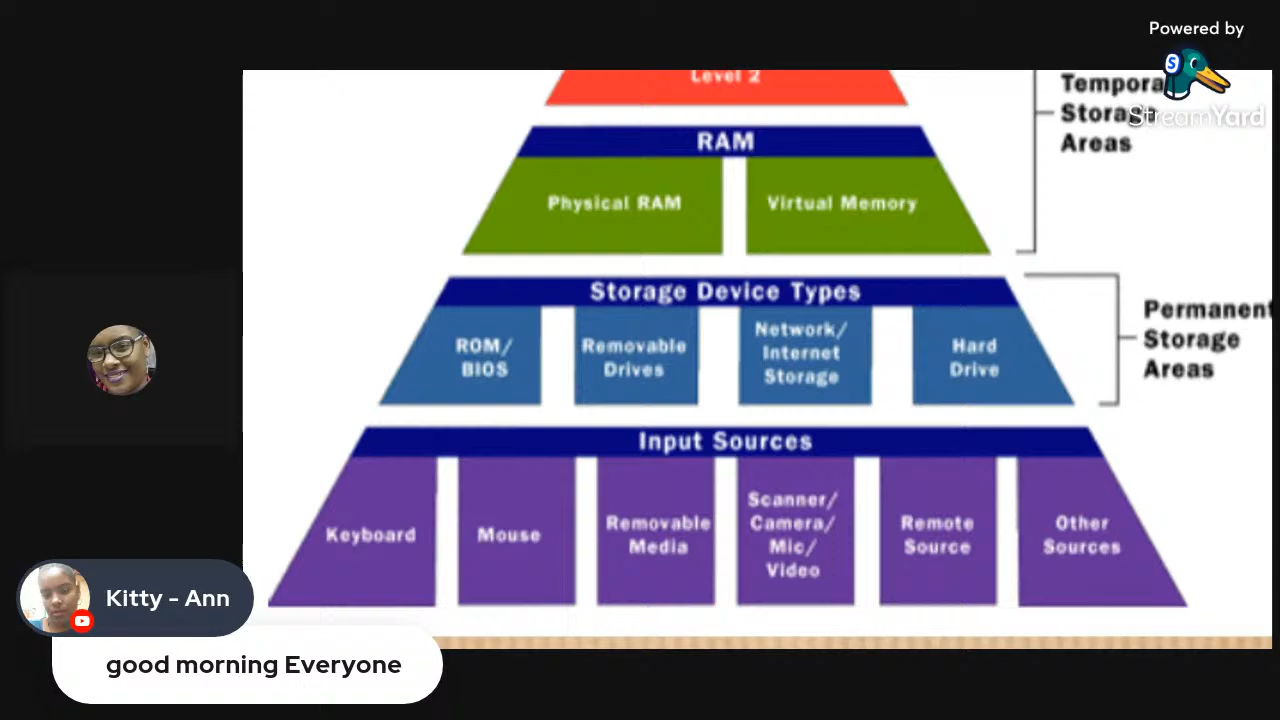 Powered by
StreamYard
Level 2
Storage
Areas
RAM
Physical RAM
Virtual Memory
Storage Device Types
ROM/
BIOS
Removable
Drives
Network/
Internet
Storage
Hard
Drive
Permanent
Storage
Areas
Input Sources
Keyboard
Mouse
Removable
Media
Scanner/
Camera/
Mic/
Video
Remote
Source
Other
Sources
Kitty - Ann
good morning Everyone